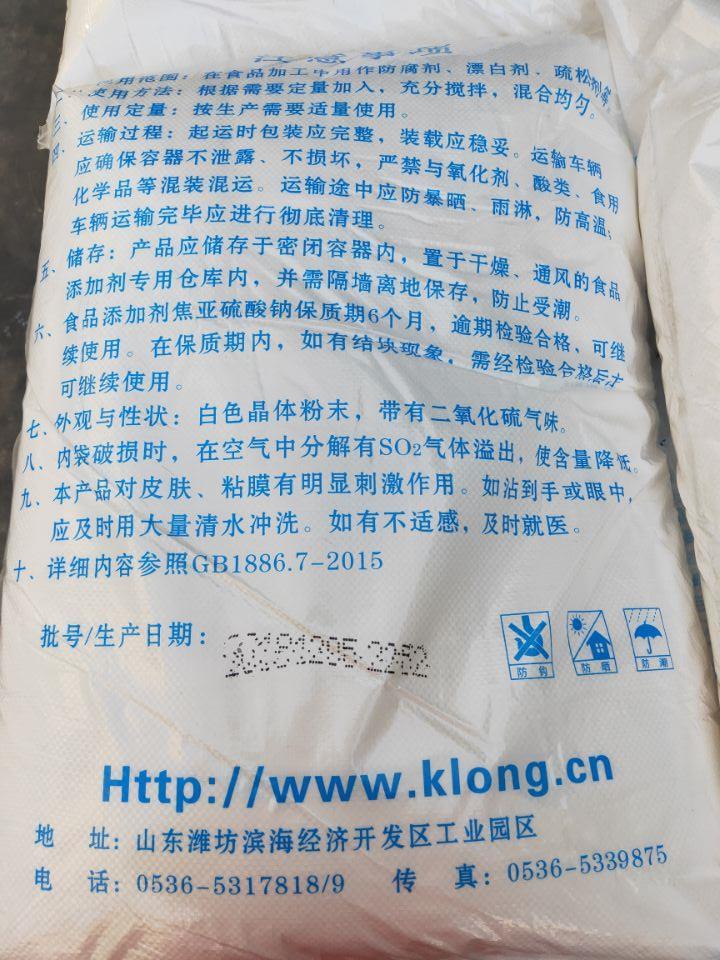 注意事项
使用范围：在食品加工中用作防腐剂、漂白剂、疏松剂等
二、使用方法：根据需要定量加入，充分搅拌，混合均匀。
三、使用定量：按生产需要适量使用。
四、运输过程：起运时包装应完整，装载应稳妥。运输车辆
应确保容器不泄露、不损坏，严禁与氧化剂、酸类、食用
化学品等混装混运。运输途中应防暴晒、雨淋，防高温；
车辆运输完毕应进行彻底清理。
五、储存：产品应储存于密闭容器内，置于干燥、通风的食品
添加剂专用仓库内，并需隔墙离地保存，防止受潮。
六、食品添加剂焦亚硫酸钠保质期6个月，逾期检验合格，可继
续使用。在保质期内，如有结块现象，需经检验合格后才
可继续使用。
七、外观与性状：白色晶体粉末，带有二氧化硫气味。
八、内袋破损时，在空气中分解有SO₂气体溢出，使含量降低。
九、本产品对皮肤、粘膜有明显刺激作用。如沾到手或眼中，
应及时用大量清水冲洗。如有不适感，及时就医。
十、详细内容参照GB1886.7-2015
批号/生产日期：
防钩 防晒 防潮
Http://www.klong.cn
地 址：山东潍坊滨海经济开发区工业园区
电 话：0536-5317818/9 传 真：0536-5339875